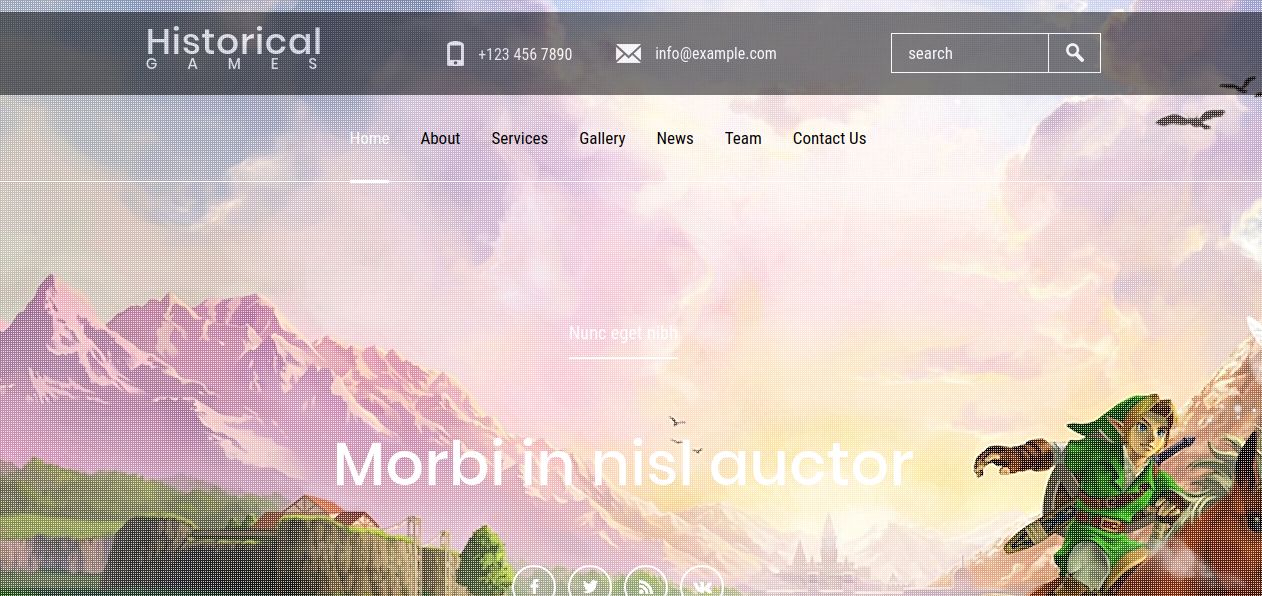 Historical
GAMES
+123 456 7890
info@example.com
search
Home About Services Gallery News Team Contact Us
Nunc eget nibh
Morbi in nisl auctor